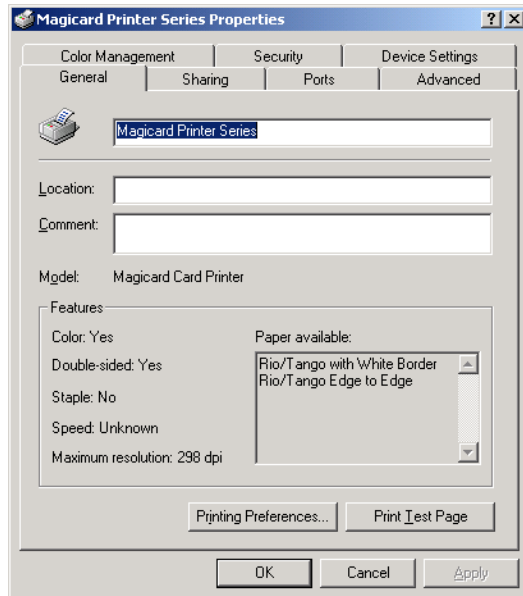 Magicard Printer Series Properties
? X
Color Management Security Device Settings
General Sharing Ports Advanced
Magicard Printer Series
Location:
Comment:
Model: Magicard Card Printer
Features
Color: Yes
Paper available:
Double-sided: Yes
Rio/Tango with White Border
Rio/Tango Edge to Edge
Staple: No
Speed: Unknown
Maximum resolution: 298 dpi
Printing Preferences... Print Test Page
OK Cancel Apply